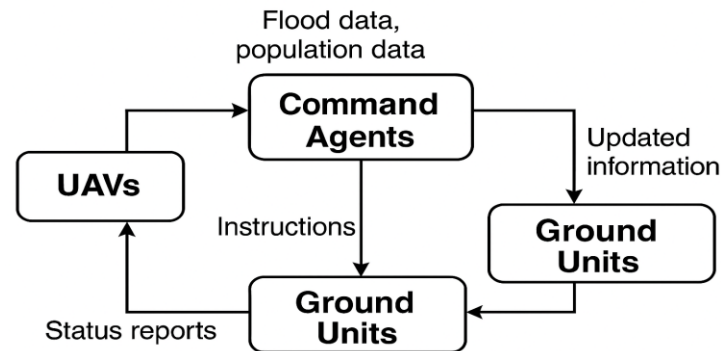 Flood data,
population data
Command
Agents
Updated
information
UAVs
Instructions
Ground
Units
Ground
Units
Status reports